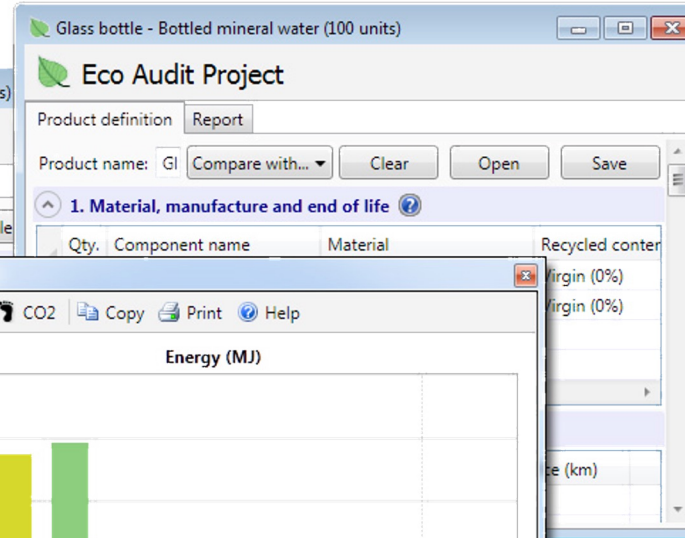 Glass bottle - Bottled mineral water (100 units)
Eco Audit Project
s)
Product definition Report
Product name: Gl Compare with... Clear Open Save
1. Material, manufacture and end of life
le
Qty. Component name Material Recycled conter
Virgin (0%)
CO2 Copy Print Help
Virgin (0%)
Energy (MJ)
ce (km)